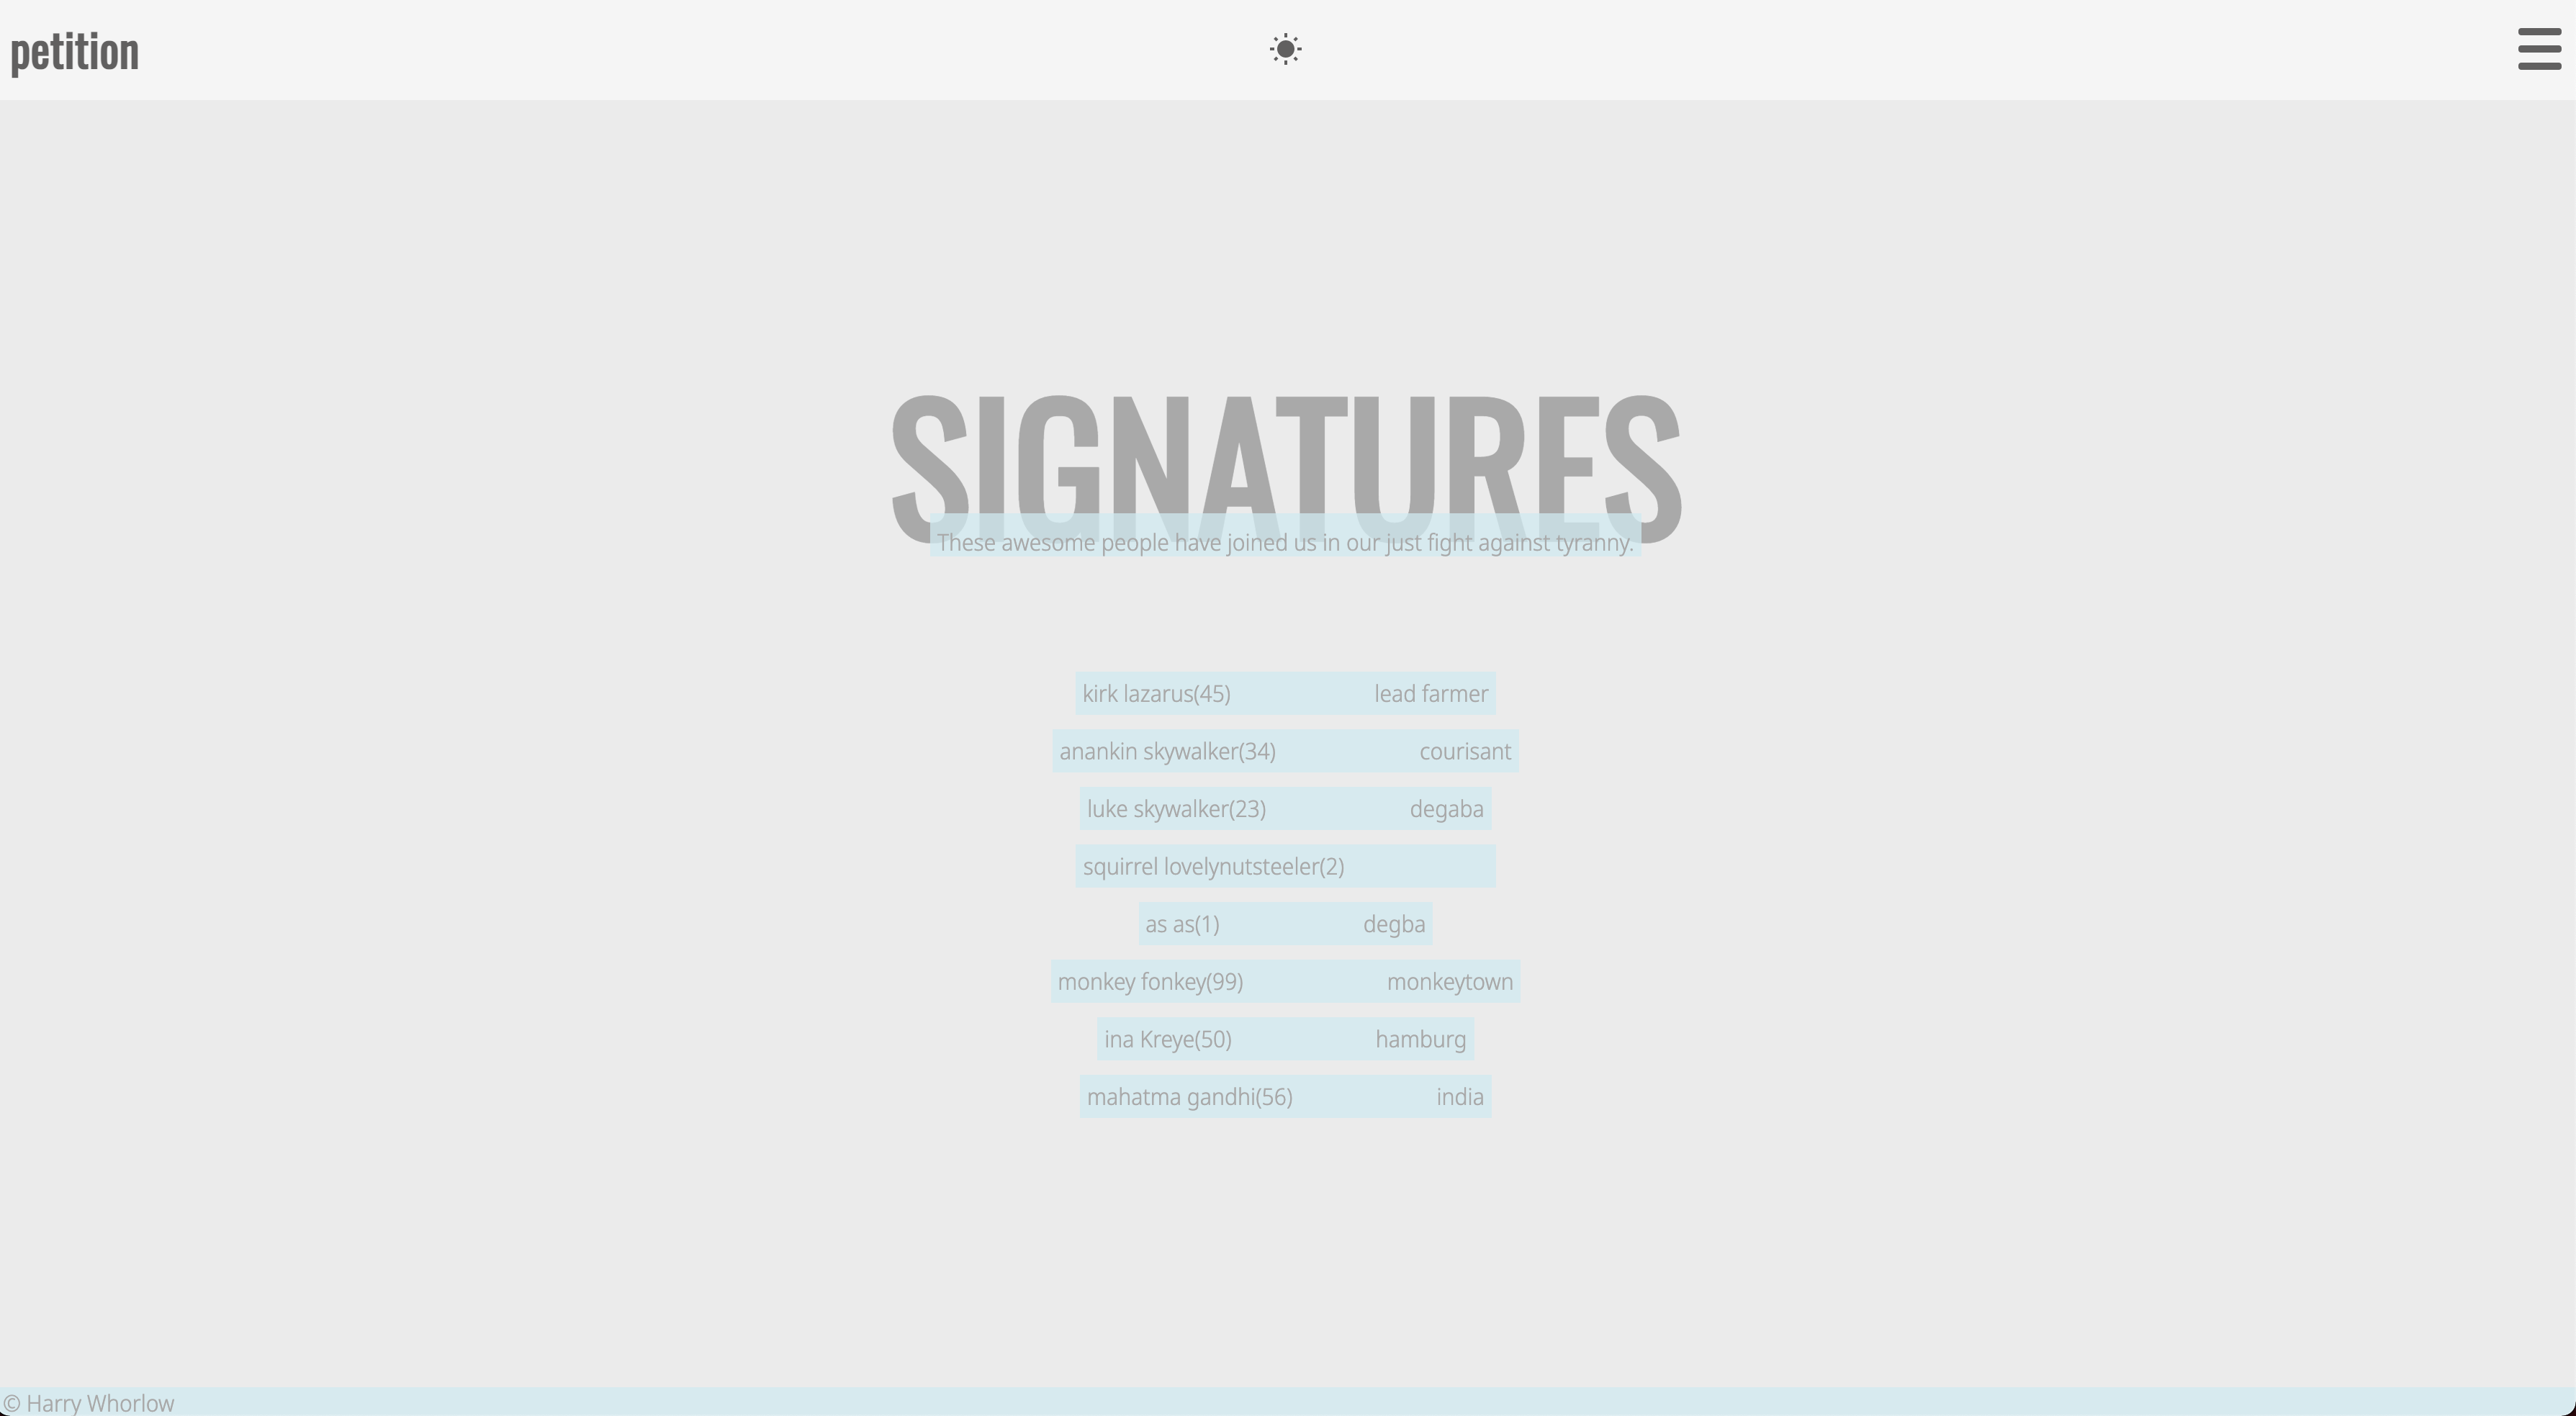 petition
SIGNATURES
These awesome people have joined us in our just fight against tyranny.
kirk lazarus(45) lead farmer
anankin skywalker(34) courisant
luke skywalker(23) degaba
squirrel lovelynutsteeler(2)
as as(1) degba
monkey fonkey(99) monkeytown
ina Kreye(50) hamburg
mahatma gandhi(56) india
© Harry Whorlow